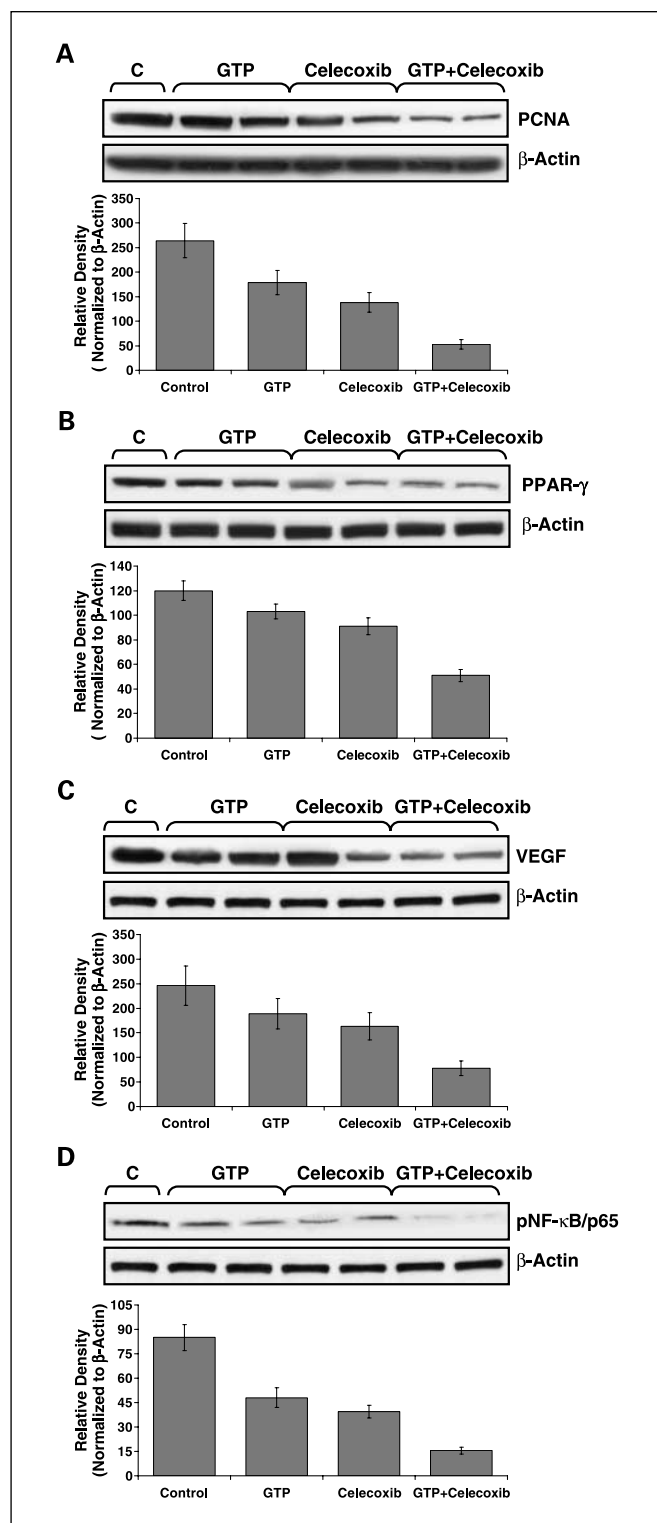 A
C GTP Celecoxib GTP+Celecoxib
PCNA
β-Actin
Relative Density
( Normalized to β-Actin)
350
300
250
200
150
100
50
0
Control GTP Celecoxib GTP+Celecoxib
B
C GTP Celecoxib GTP+Celecoxib
PPAR-γ
β-Actin
Relative Density
( Normalized to β-Actin)
140
120
100
80
60
40
20
0
Control GTP Celecoxib GTP+Celecoxib
C
C GTP Celecoxib GTP+Celecoxib
VEGF
β-Actin
Relative Density
(Normalized to β-Actin)
350
300
250
200
150
100
50
0
Control GTP Celecoxib GTP+Celecoxib
D
C GTP Celecoxib GTP+Celecoxib
pNF-κB/p65
β-Actin
Relative Density
(Normalized to β-Actin)
105
90
75
60
45
30
15
0
Control GTP Celecoxib GTP+Celecoxib